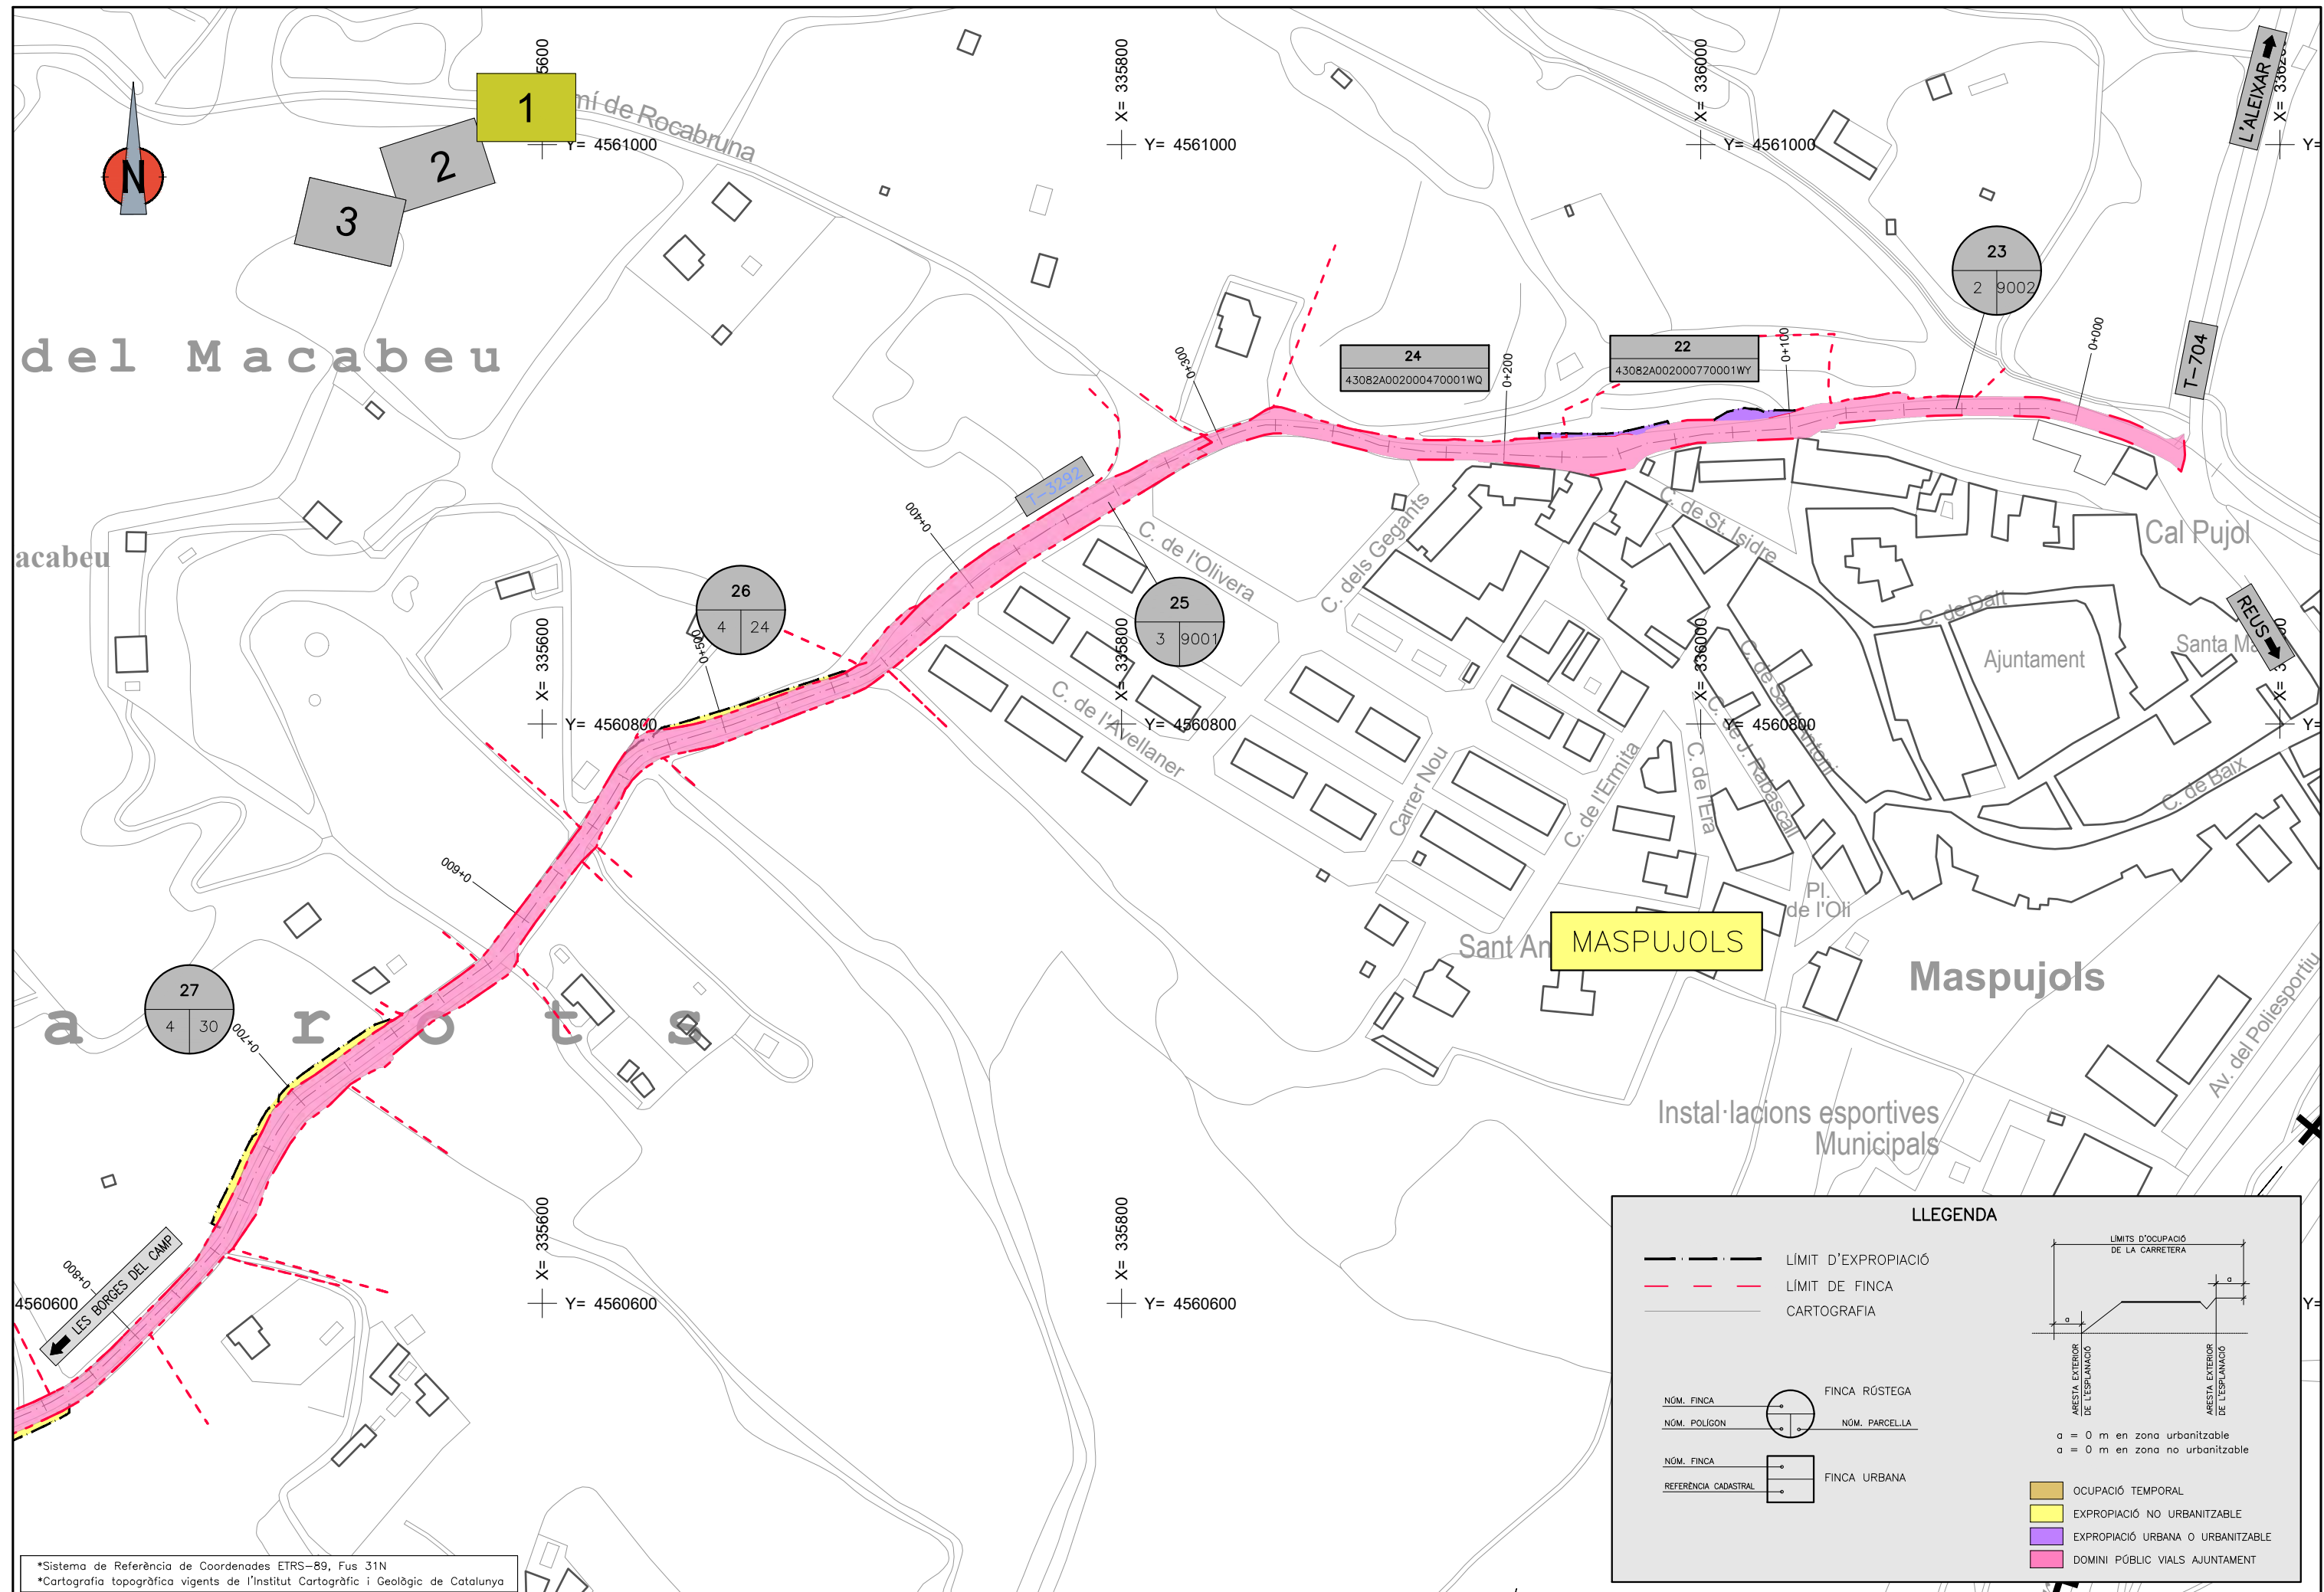 1
2
3
N
mí de Rocabruna
X= 335800
X= 336000
Y= 4561000
Y= 4561000
Y= 4561000
L'ALEIXAR
T-704
23
2 9002
24
43082A002000470001WQ
22
43082A002000770001WY
0+000
0+100
0+200
0+300
0+400
0+500
0+600
0+700
0+800
del Macabeu
acabeu
T-3292
26
4 24
25
3 9001
27
4 30
a r o t s
C. de l'Olivera
C. dels Gegants
C. de St. Isidre
C. de Dalt
Cal Pujol
REUS
Ajuntament
C. de l'Avellaner
Carrer Nou
C. de l'Ermita
C. de l'Era
C. de J. Rabascal
C. de Sant Antoni
C. de Baix
X= 335600
X= 335800
X= 336000
Y= 4560800
Y= 4560800
Y= 4560800
Pl.
de l'Oli
MASPUJOLS
Maspujols
Av. del Poliesportiu
Instal·lacions esportives
Municipals
LES BORGES DEL CAMP
4560600
X= 335600
X= 335800
Y= 4560600
Y= 4560600
LLEGENDA
LÍMIT D'EXPROPIACIÓ
LÍMIT DE FINCA
CARTOGRAFIA
LÍMITS D'OCUPACIÓ
DE LA CARRETERA
a
a
ARESTA EXTERIOR
DE L'ESPLANACIÓ
ARESTA EXTERIOR
DE L'ESPLANACIÓ
a = 0 m en zona urbanitzable
a = 0 m en zona no urbanitzable
NÚM. FINCA
NÚM. POLÍGON
FINCA RÚSTEGA
NÚM. PARCEL.LA
NÚM. FINCA
REFERÈNCIA CADASTRAL
FINCA URBANA
OCUPACIÓ TEMPORAL
EXPROPIACIÓ NO URBANITZABLE
EXPROPIACIÓ URBANA O URBANITZABLE
DOMINI PÚBLIC VIALS AJUNTAMENT
*Sistema de Referència de Coordenades ETRS-89, Fus 31N
*Cartografia topogràfica vigents de l'Institut Cartogràfic i Geològic de Catalunya